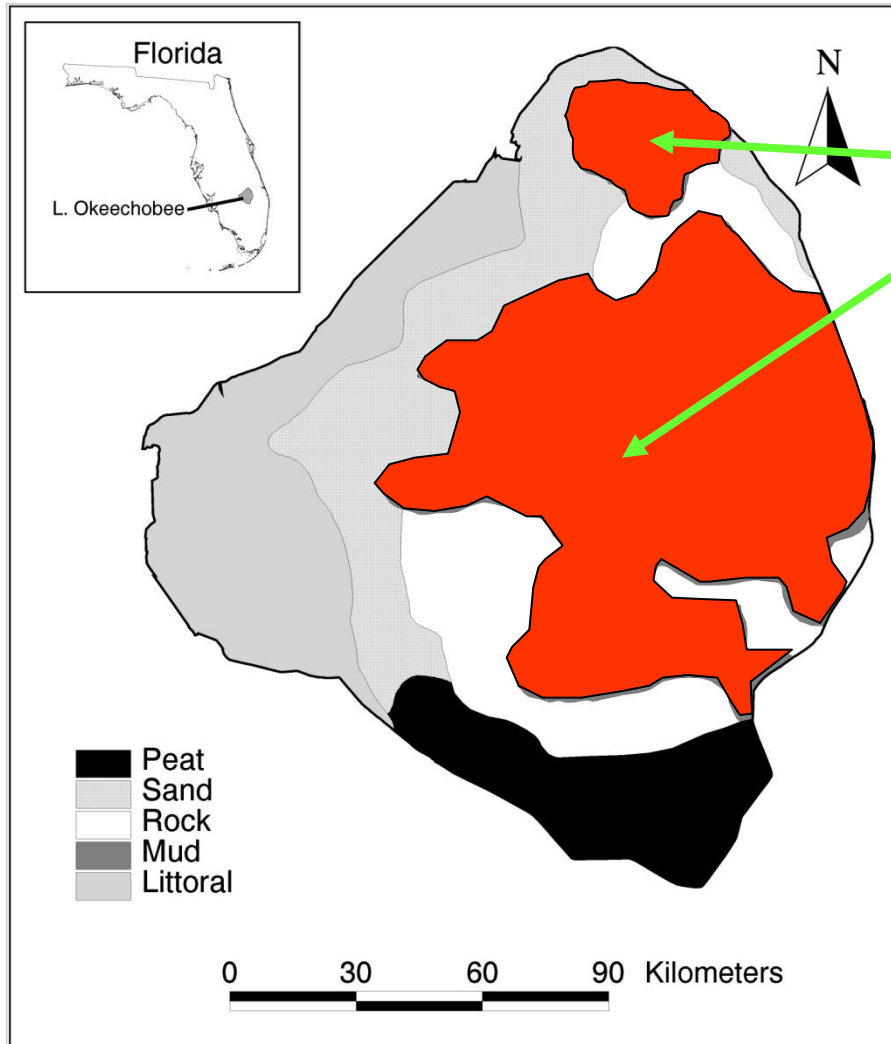 Florida
L. Okeechobee
N
Peat
Sand
Rock
Mud
Littoral
0 30 60 90 Kilometers